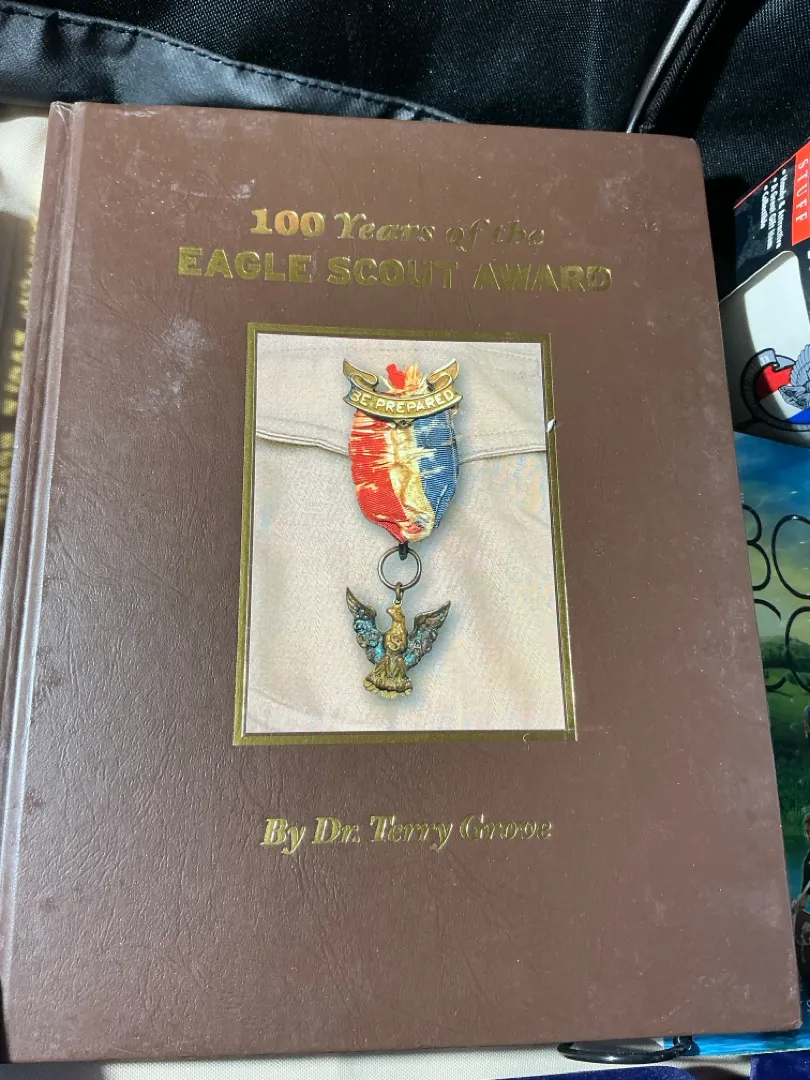 100 Years of the
EAGLE SCOUT AWARD
BE PREPARED
By Dr. Terry Grove
STUFF